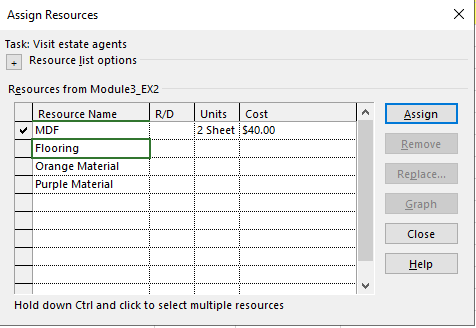 Assign Resources
Task: Visit estate agents
+ Resource list options
Resources from Module3_EX2
Resource Name R/D Units Cost
MDF 2 Sheet $40.00
Flooring
Orange Material
Purple Material
Assign
Remove
Replace...
Graph
Close
Help
Hold down Ctrl and click to select multiple resources